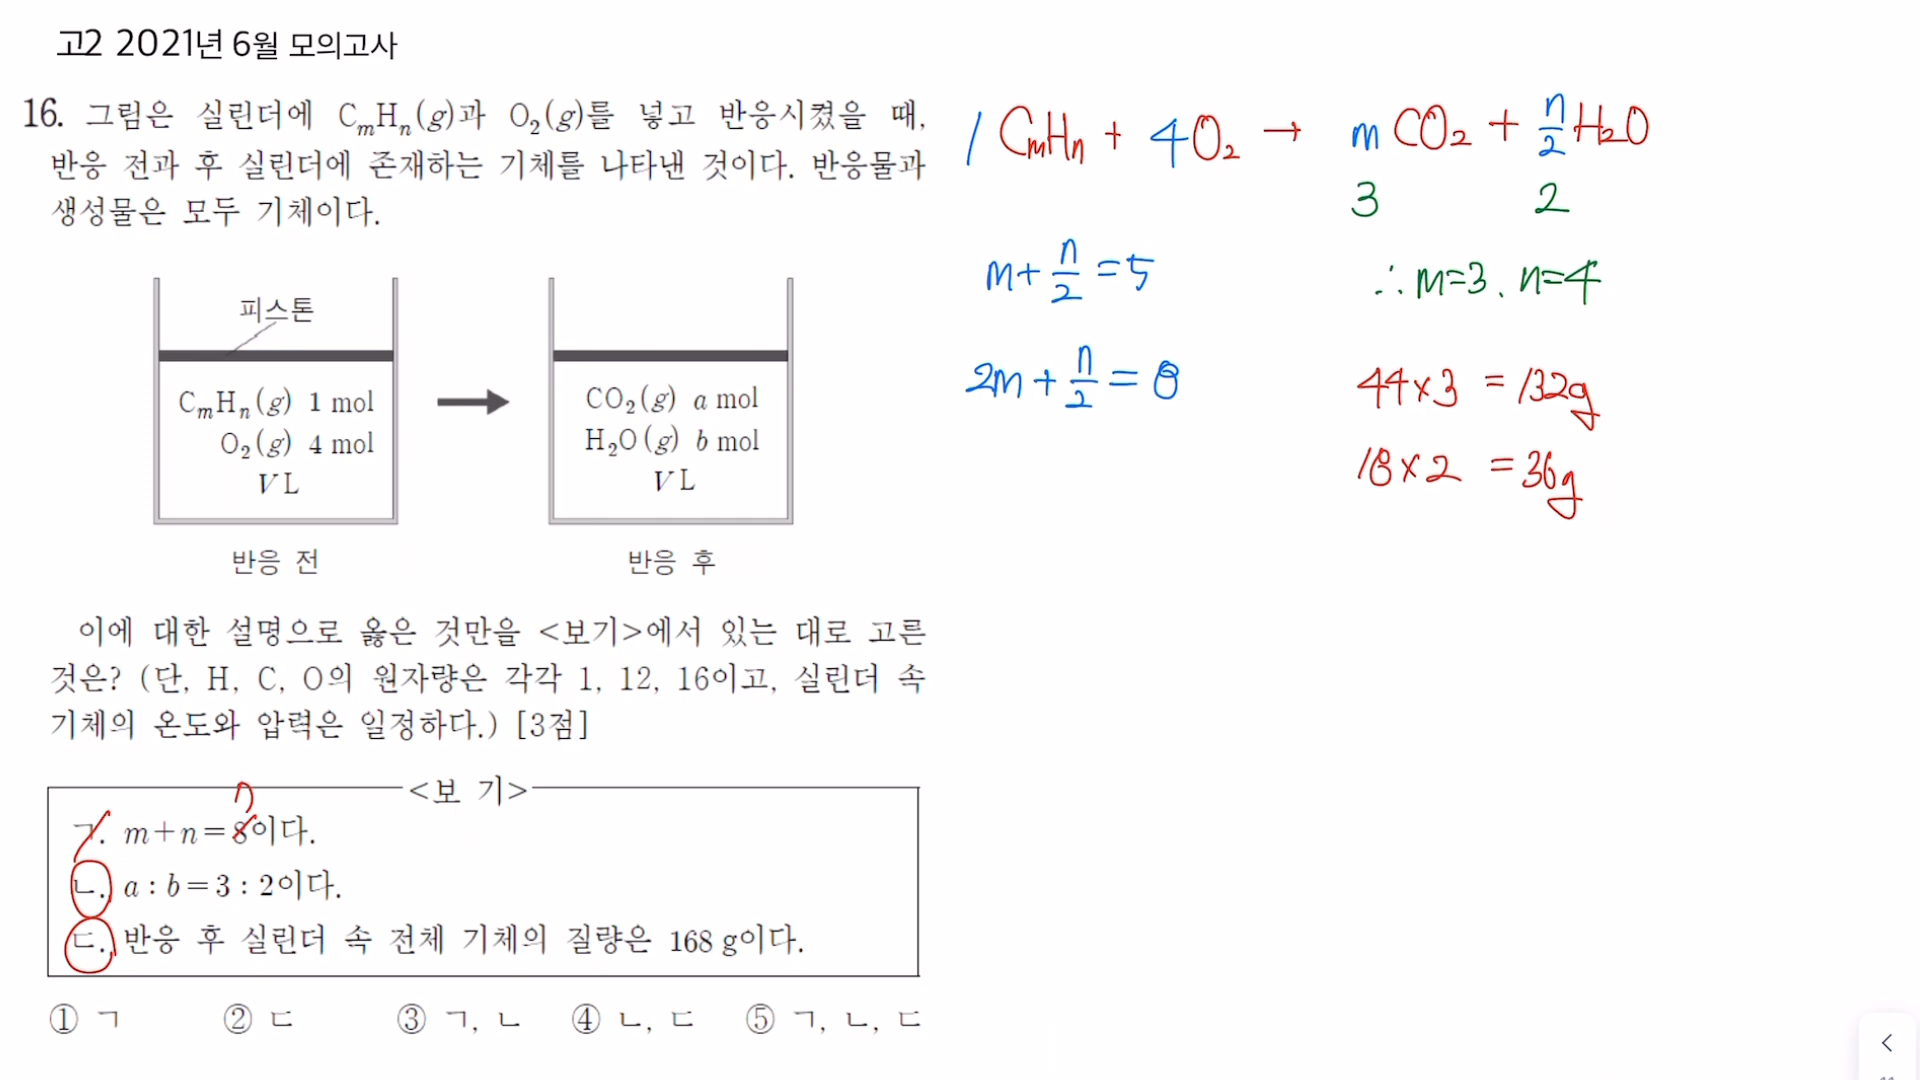 고2 2021년 6월 모의고사
16. 그림은 실린더에 CₘHₙ(g)과 O₂(g)를 넣고 반응시켰을 때,
반응 전과 후 실린더에 존재하는 기체를 나타낸 것이다. 반응물과
생성물은 모두 기체이다.
피스톤
CₘHₙ(g) 1 mol
O₂(g) 4 mol
V L
반응 전
CO₂(g) a mol
H₂O(g) b mol
V L
반응 후
이에 대한 설명으로 옳은 것만을 <보기>에서 있는 대로 고른
것은? (단, H, C, O의 원자량은 각각 1, 12, 16이고, 실린더 속
기체의 온도와 압력은 일정하다.) [3점]
<보 기>
7
ㄱ. m+n=8이다.
ㄴ. a : b=3 : 2이다.
ㄷ. 반응 후 실린더 속 전체 기체의 질량은 168 g이다.
① ㄱ ② ㄷ ③ ㄱ, ㄴ ④ ㄴ, ㄷ ⑤ ㄱ, ㄴ, ㄷ
1 CₘHₙ + 4O₂ → m CO₂ + n/2 H₂O
3 2
m + n/2 = 5
∴ m=3. n=4
2m + n/2 = 8
44×3 = 132g
18×2 = 36g